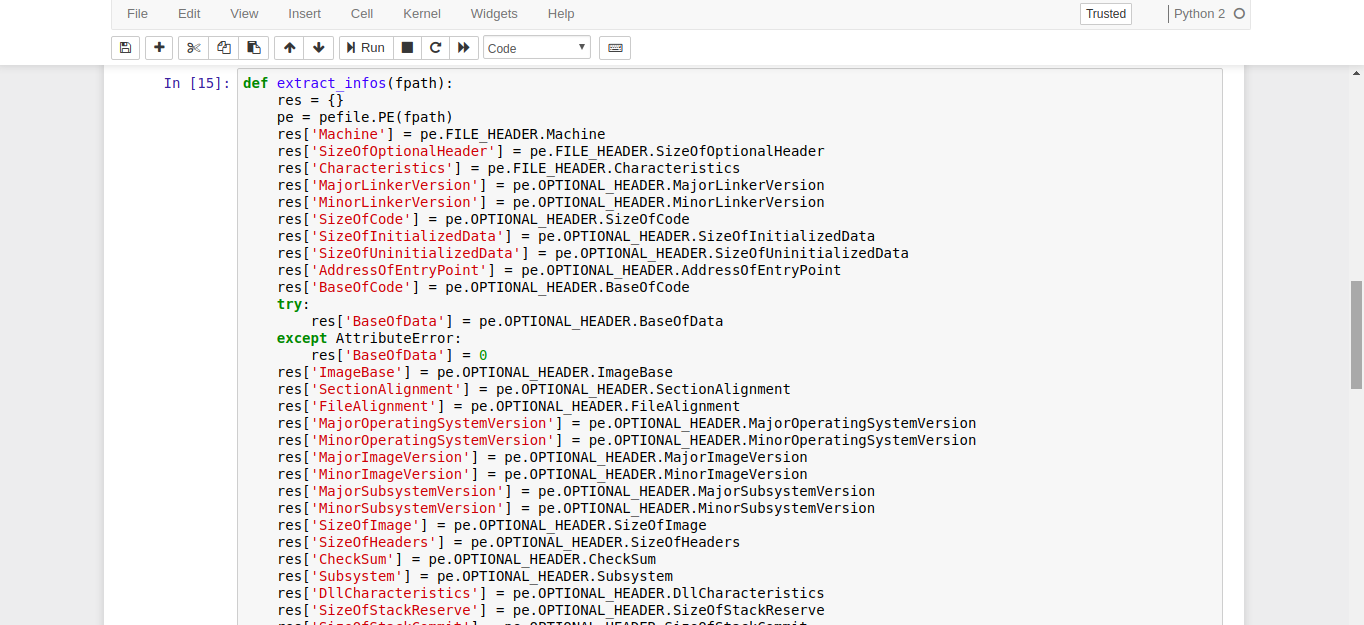 File Edit View Insert Cell Kernel Widgets Help Trusted Python 2
Run Code
In [15]: def extract_infos(fpath):
    res = {}
    pe = pefile.PE(fpath)
    res['Machine'] = pe.FILE_HEADER.Machine
    res['SizeOfOptionalHeader'] = pe.FILE_HEADER.SizeOfOptionalHeader
    res['Characteristics'] = pe.FILE_HEADER.Characteristics
    res['MajorLinkerVersion'] = pe.OPTIONAL_HEADER.MajorLinkerVersion
    res['MinorLinkerVersion'] = pe.OPTIONAL_HEADER.MinorLinkerVersion
    res['SizeOfCode'] = pe.OPTIONAL_HEADER.SizeOfCode
    res['SizeOfInitializedData'] = pe.OPTIONAL_HEADER.SizeOfInitializedData
    res['SizeOfUninitializedData'] = pe.OPTIONAL_HEADER.SizeOfUninitializedData
    res['AddressOfEntryPoint'] = pe.OPTIONAL_HEADER.AddressOfEntryPoint
    res['BaseOfCode'] = pe.OPTIONAL_HEADER.BaseOfCode
    try:
        res['BaseOfData'] = pe.OPTIONAL_HEADER.BaseOfData
    except AttributeError:
        res['BaseOfData'] = 0
    res['ImageBase'] = pe.OPTIONAL_HEADER.ImageBase
    res['SectionAlignment'] = pe.OPTIONAL_HEADER.SectionAlignment
    res['FileAlignment'] = pe.OPTIONAL_HEADER.FileAlignment
    res['MajorOperatingSystemVersion'] = pe.OPTIONAL_HEADER.MajorOperatingSystemVersion
    res['MinorOperatingSystemVersion'] = pe.OPTIONAL_HEADER.MinorOperatingSystemVersion
    res['MajorImageVersion'] = pe.OPTIONAL_HEADER.MajorImageVersion
    res['MinorImageVersion'] = pe.OPTIONAL_HEADER.MinorImageVersion
    res['MajorSubsystemVersion'] = pe.OPTIONAL_HEADER.MajorSubsystemVersion
    res['MinorSubsystemVersion'] = pe.OPTIONAL_HEADER.MinorSubsystemVersion
    res['SizeOfImage'] = pe.OPTIONAL_HEADER.SizeOfImage
    res['SizeOfHeaders'] = pe.OPTIONAL_HEADER.SizeOfHeaders
    res['CheckSum'] = pe.OPTIONAL_HEADER.CheckSum
    res['Subsystem'] = pe.OPTIONAL_HEADER.Subsystem
    res['DllCharacteristics'] = pe.OPTIONAL_HEADER.DllCharacteristics
    res['SizeOfStackReserve'] = pe.OPTIONAL_HEADER.SizeOfStackReserve